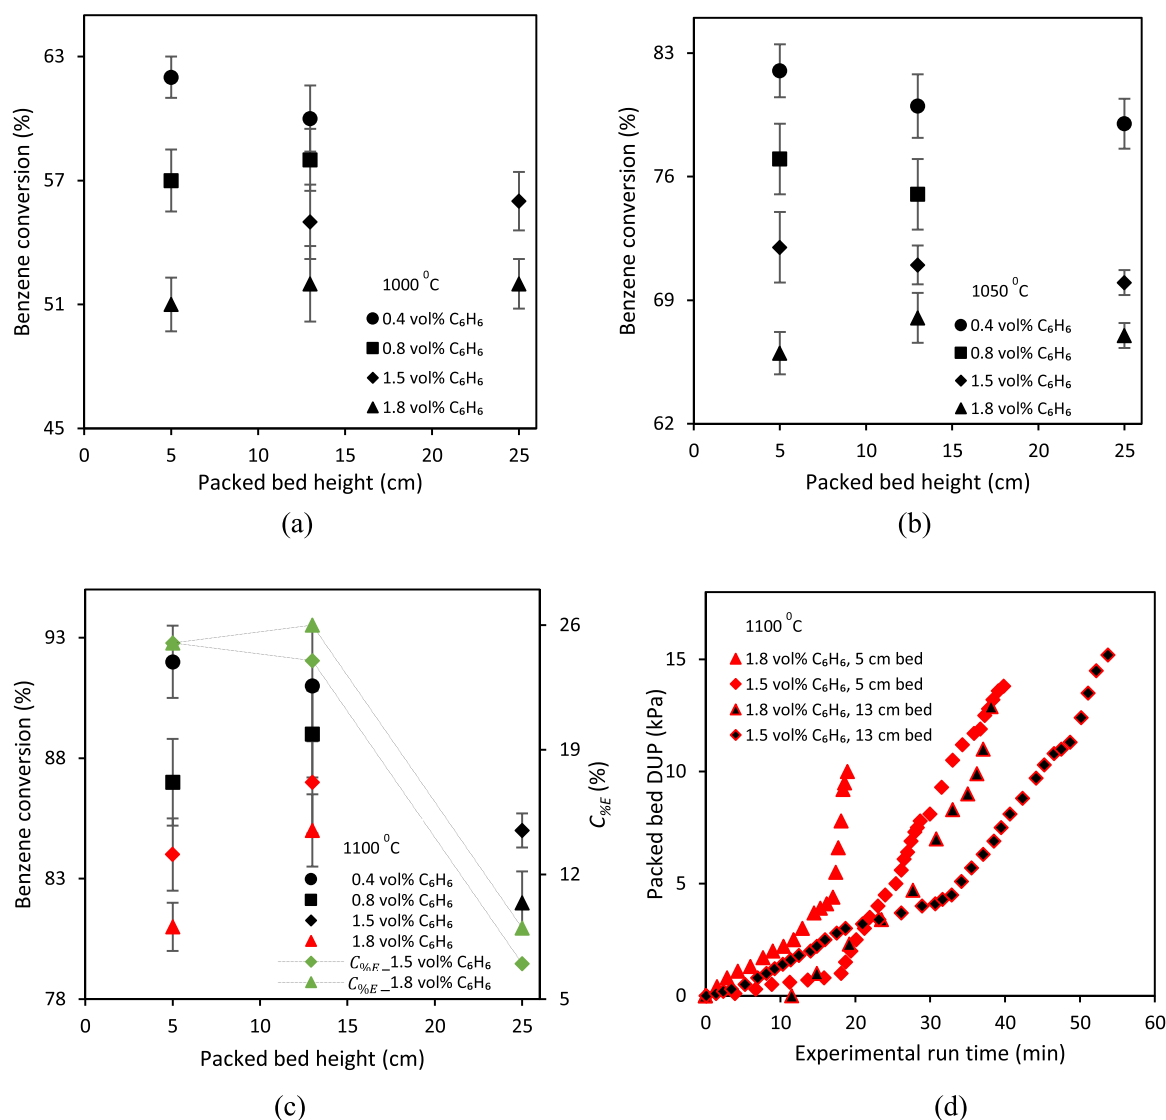 63
57
51
45
0
5
10
15
20
25
Benzene conversion (%)
Packed bed height (cm)
1000 ⁰C
0.4 vol% C₆H₆
0.8 vol% C₆H₆
1.5 vol% C₆H₆
1.8 vol% C₆H₆
(a)
83
76
69
62
0
5
10
15
20
25
Benzene conversion (%)
Packed bed height (cm)
1050 ⁰C
0.4 vol% C₆H₆
0.8 vol% C₆H₆
1.5 vol% C₆H₆
1.8 vol% C₆H₆
(b)
93
88
83
78
0
5
10
15
20
25
26
19
12
5
Benzene conversion (%)
C%E (%)
Packed bed height (cm)
1100 ⁰C
0.4 vol% C₆H₆
0.8 vol% C₆H₆
1.5 vol% C₆H₆
1.8 vol% C₆H₆
C%E_1.5 vol% C₆H₆
C%E_1.8 vol% C₆H₆
(c)
15
10
5
0
0
10
20
30
40
50
60
Packed bed DUP (kPa)
Experimental run time (min)
1100 ⁰C
1.8 vol% C₆H₆, 5 cm bed
1.5 vol% C₆H₆, 5 cm bed
1.8 vol% C₆H₆, 13 cm bed
1.5 vol% C₆H₆, 13 cm bed
(d)